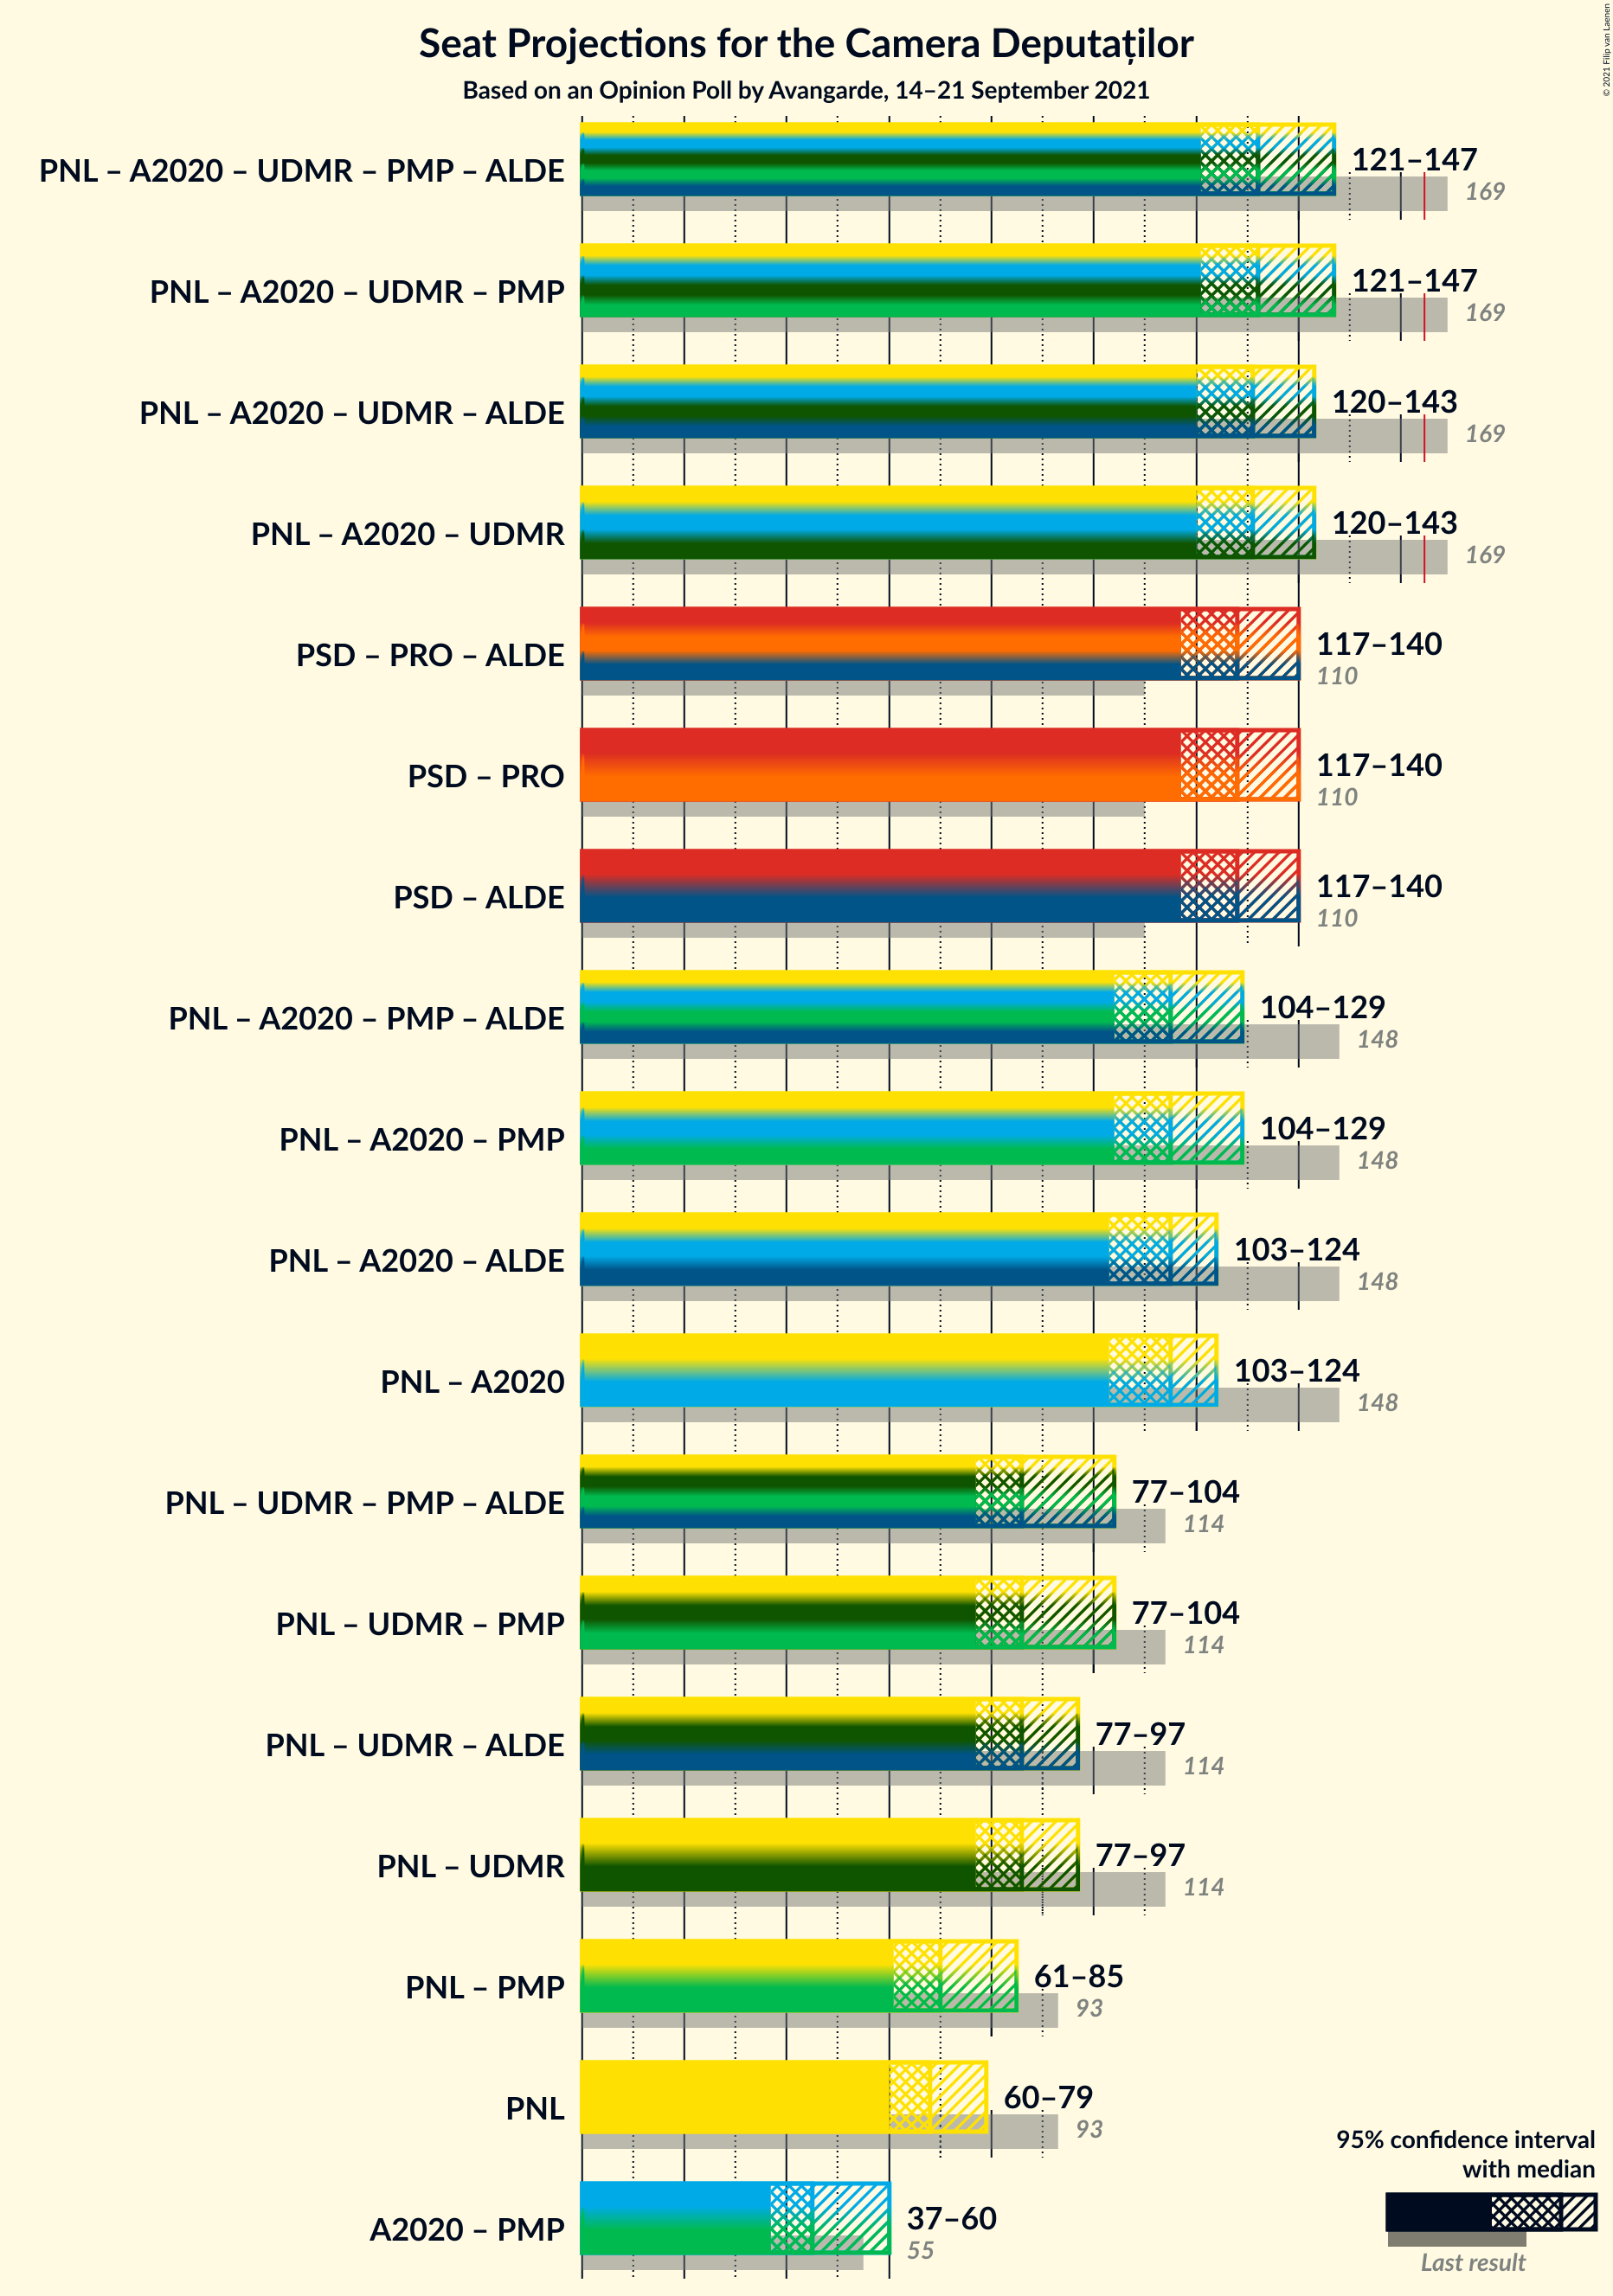 Seat Projections for the Camera Deputaților
Based on an Opinion Poll by Avangarde, 14–21 September 2021
© 2021 Filip van Laenen
PNL – A2020 – UDMR – PMP – ALDE
121–147
169
PNL – A2020 – UDMR – PMP
121–147
169
PNL – A2020 – UDMR – ALDE
120–143
169
PNL – A2020 – UDMR
120–143
169
PSD – PRO – ALDE
117–140
110
PSD – PRO
117–140
110
PSD – ALDE
117–140
110
PNL – A2020 – PMP – ALDE
104–129
148
PNL – A2020 – PMP
104–129
148
PNL – A2020 – ALDE
103–124
148
PNL – A2020
103–124
148
PNL – UDMR – PMP – ALDE
77–104
114
PNL – UDMR – PMP
77–104
114
PNL – UDMR – ALDE
77–97
114
PNL – UDMR
77–97
114
PNL – PMP
61–85
93
PNL
60–79
93
A2020 – PMP
37–60
55
95% confidence interval
with median
Last result